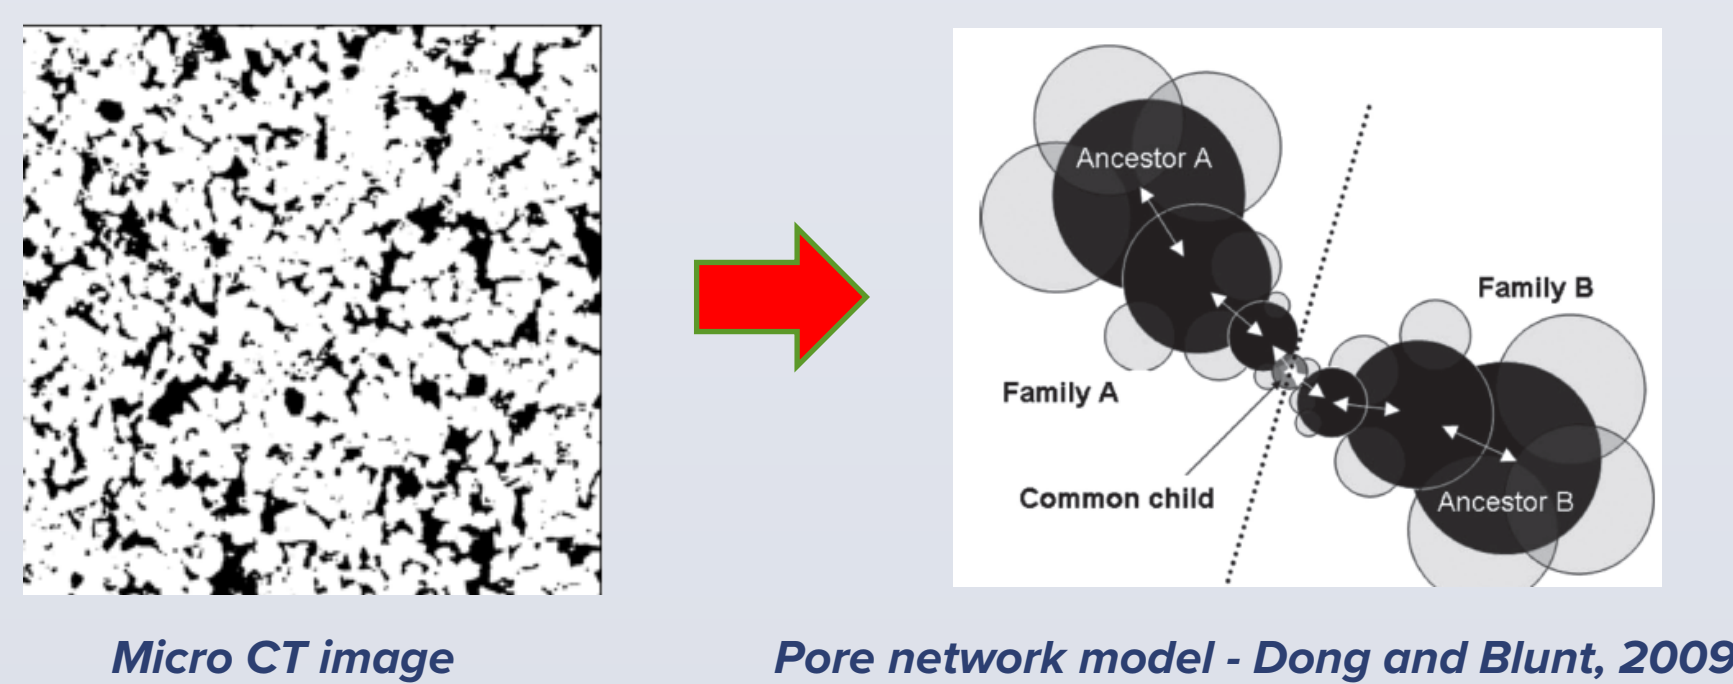 Ancestor A
Family B
Family A
Common child
Ancestor B
Micro CT image
Pore network model - Dong and Blunt, 2009